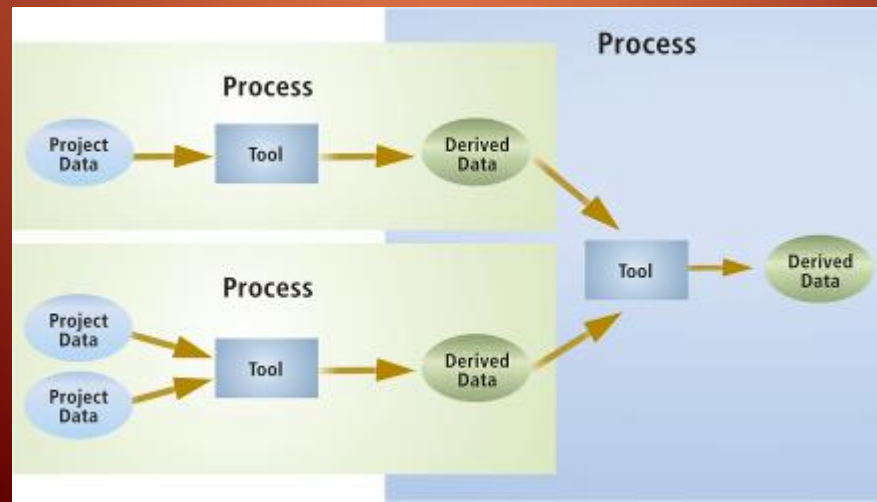 Process
Process
Project
Data
Tool
Derived
Data
Process
Project
Data
Project
Data
Tool
Derived
Data
Tool
Derived
Data